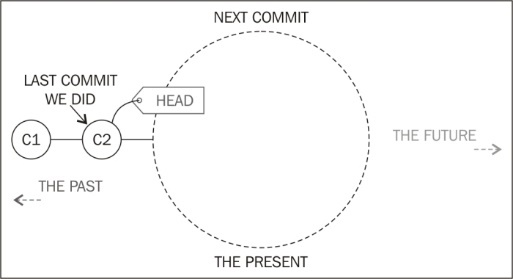 NEXT COMMIT
LAST COMMIT
WE DID
HEAD
C1
C2
THE FUTURE
THE PAST
THE PRESENT